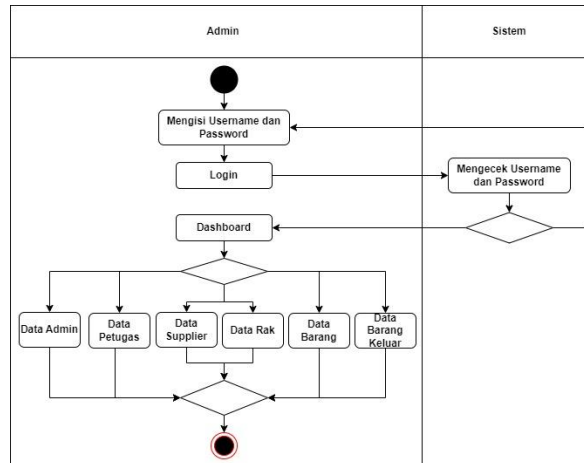 Admin
Sistem
Mengisi Username dan
Password
Login
Mengecek Username
dan Password
Dashboard
Data Admin
Data
Petugas
Data
Supplier
Data Rak
Data
Barang
Data
Barang
Keluar